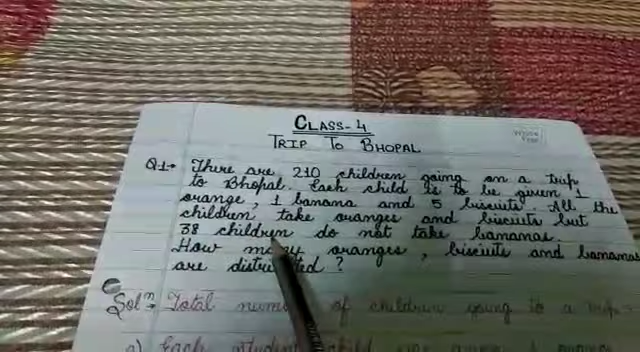 CLASS-4
TRIP TO BHOPAL
Q1→ There are 210 children going on a trip
to Bhopal. Each child is to be given 1
orange, 1 banana and 5 biscuits. All the
children take oranges and biscuits but
38 children do not take bananas.
How many oranges, biscuits and bananas
are distributed?
Solⁿ→ Total of children going to a trip
a) Each child 1